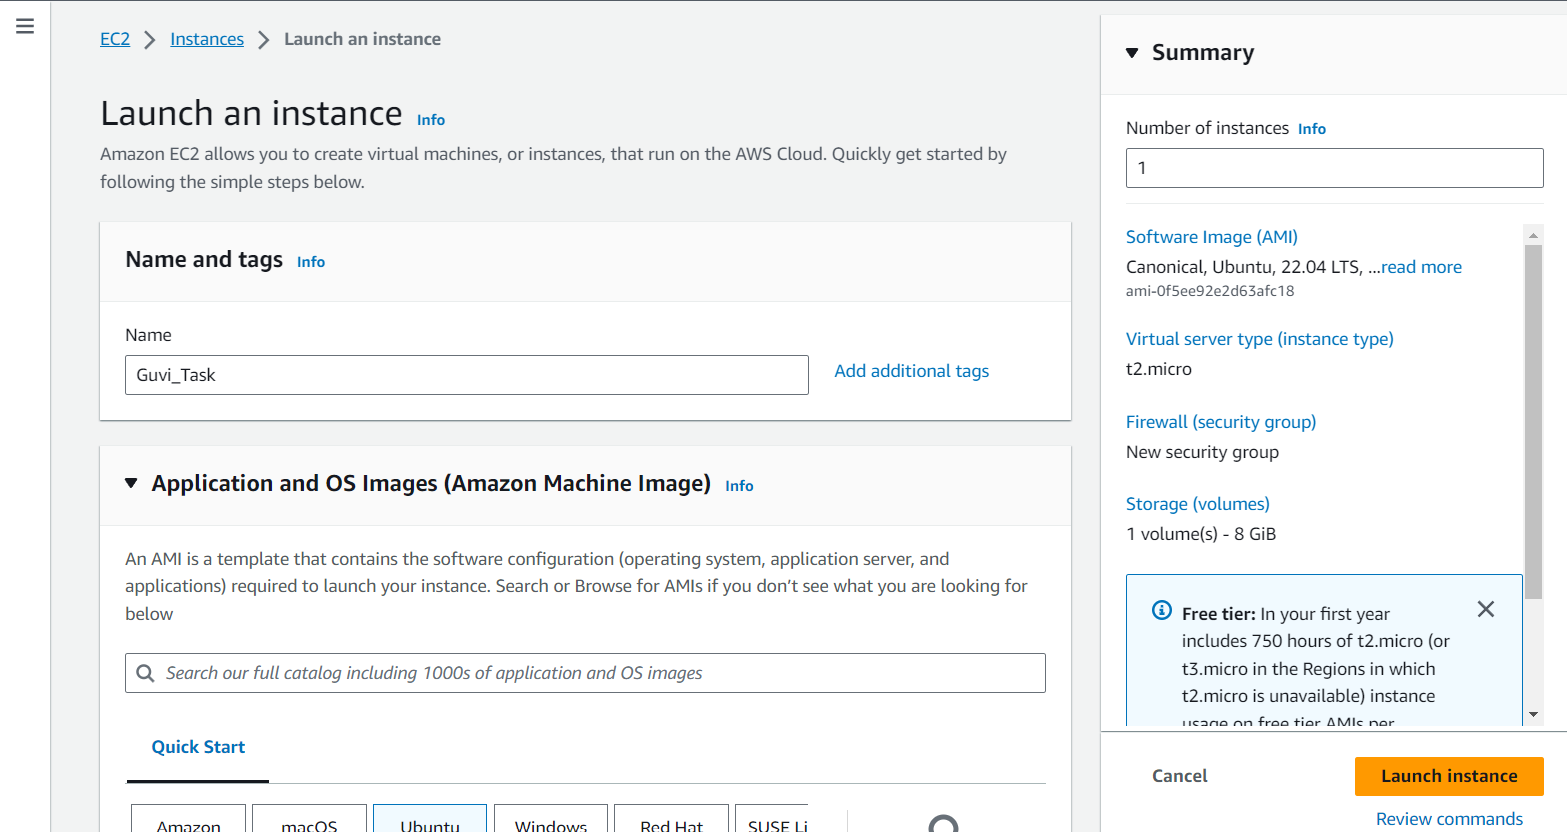 EC2 > Instances > Launch an instance
Launch an instance Info
Amazon EC2 allows you to create virtual machines, or instances, that run on the AWS Cloud. Quickly get started by
following the simple steps below.
Name and tags Info
Name
Guvi_Task
Add additional tags
Application and OS Images (Amazon Machine Image) Info
An AMI is a template that contains the software configuration (operating system, application server, and
applications) required to launch your instance. Search or Browse for AMIs if you don’t see what you are looking for
below
Search our full catalog including 1000s of application and OS images
Quick Start
Amazon
macOS
Ubuntu
Windows
Red Hat
SUSE Li
Summary
Number of instances Info
1
Software Image (AMI)
Canonical, Ubuntu, 22.04 LTS, ...read more
ami-0f5ee92e2d63afc18
Virtual server type (instance type)
t2.micro
Firewall (security group)
New security group
Storage (volumes)
1 volume(s) - 8 GiB
Free tier: In your first year
includes 750 hours of t2.micro (or
t3.micro in the Regions in which
t2.micro is unavailable) instance
usage on free tier AMIs per
Cancel
Launch instance
Review commands